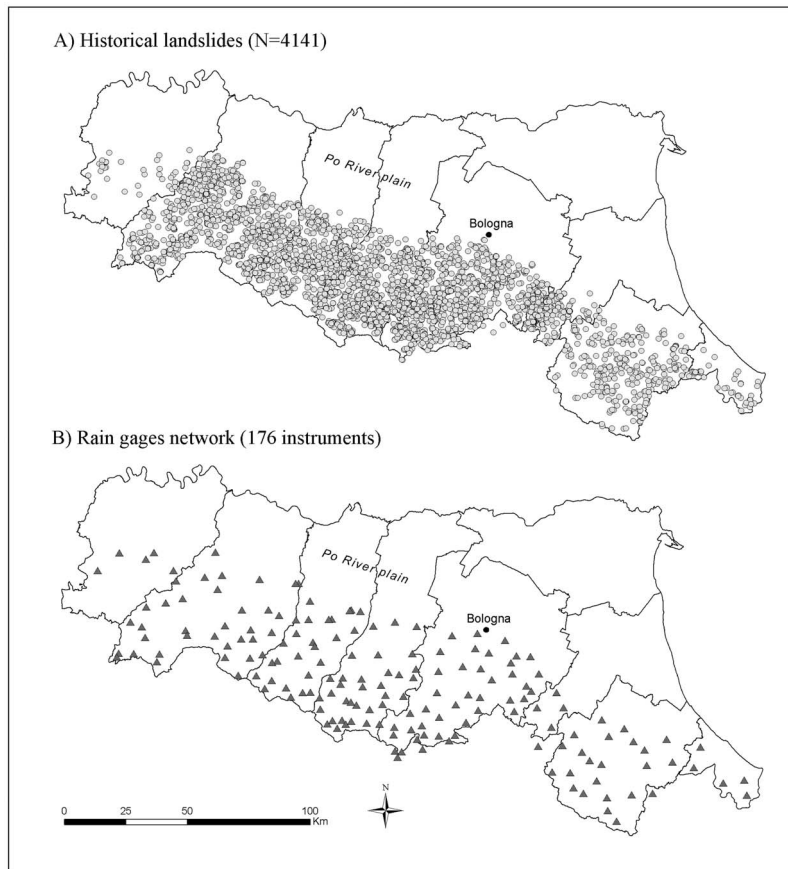 A) Historical landslides (N=4141)
Po River plain
Bologna
B) Rain gages network (176 instruments)
Po River plain
Bologna
N
0 25 50 100
Km